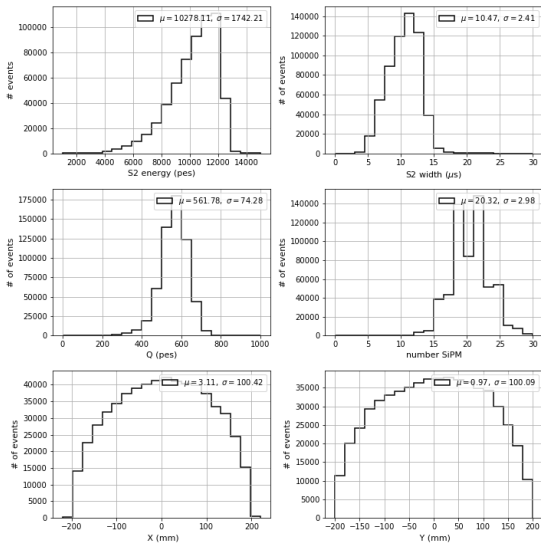 μ = 10278.11, σ = 1742.21
# events
120000
100000
80000
60000
40000
20000
0
2000 4000 6000 8000 10000 12000 14000
S2 energy (pes)
μ = 10.47, σ = 2.41
# of events
140000
120000
100000
80000
60000
40000
20000
0
0 5 10 15 20 25 30
S2 width (μs)
μ = 561.78, σ = 74.28
# of events
175000
150000
125000
100000
75000
50000
25000
0
0 200 400 600 800 1000
Q (pes)
μ = 20.32, σ = 2.98
# of events
140000
120000
100000
80000
60000
40000
20000
0
0 5 10 15 20 25 30
number SiPM
μ = 3.11, σ = 100.42
# of events
40000
35000
30000
25000
20000
15000
10000
5000
0
-200 -100 0 100 200
X (mm)
μ = 0.97, σ = 100.09
# of events
35000
30000
25000
20000
15000
10000
5000
0
-200 -150 -100 -50 0 50 100 150 200
Y (mm)